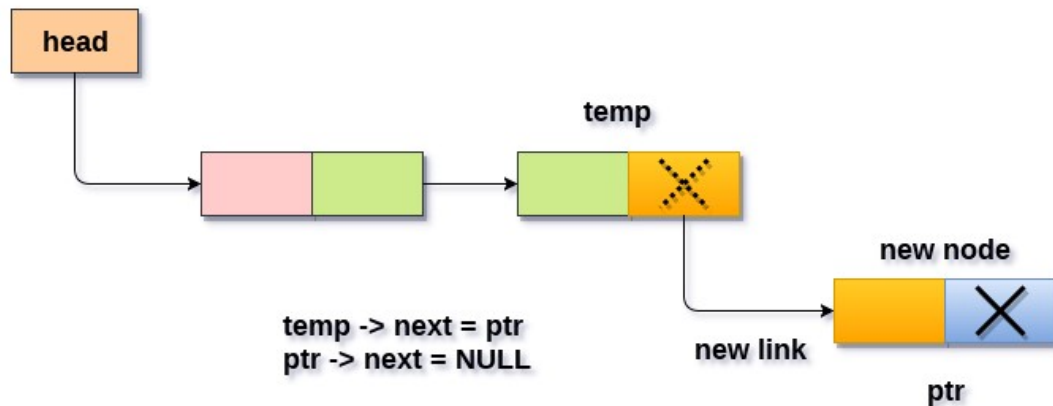 head
temp
new node
temp -> next = ptr
ptr -> next = NULL
new link
ptr